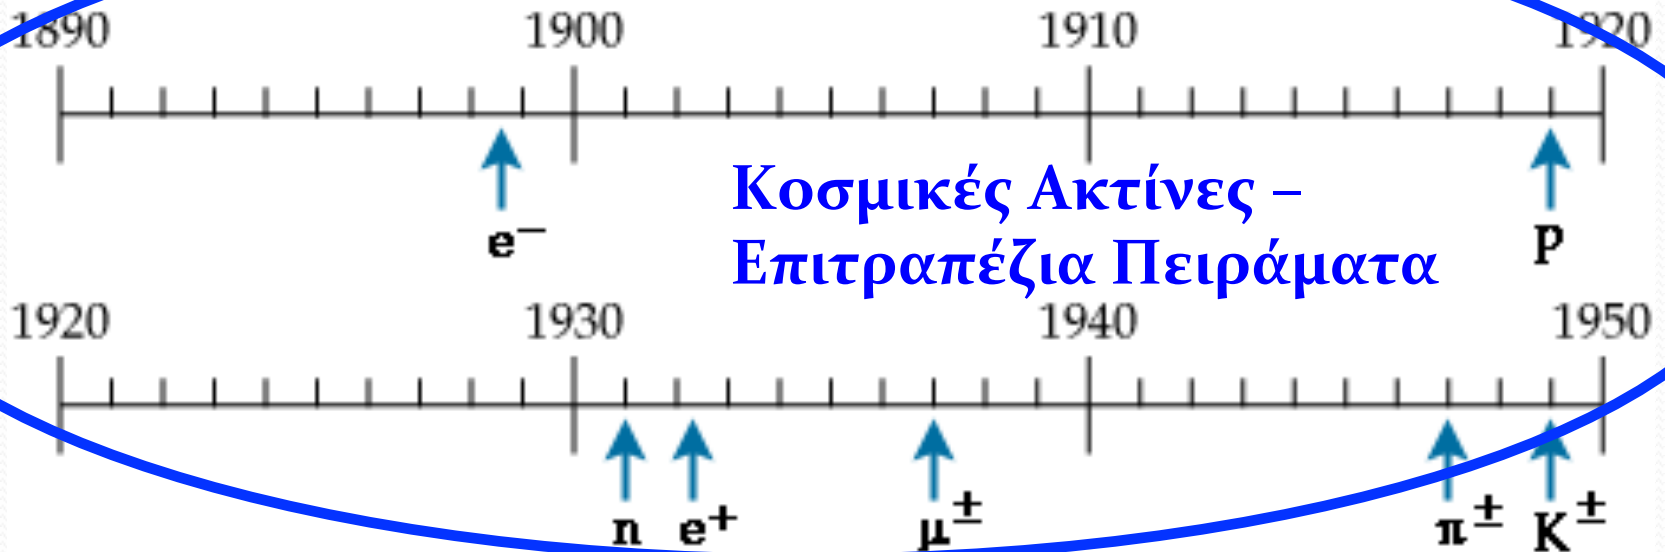 1890 1900 1910 1920
e⁻ p
Κοσμικές Ακτίνες –
Επιτραπέζια Πειράματα
1920 1930 1940 1950
n e⁺ μ± π± K±